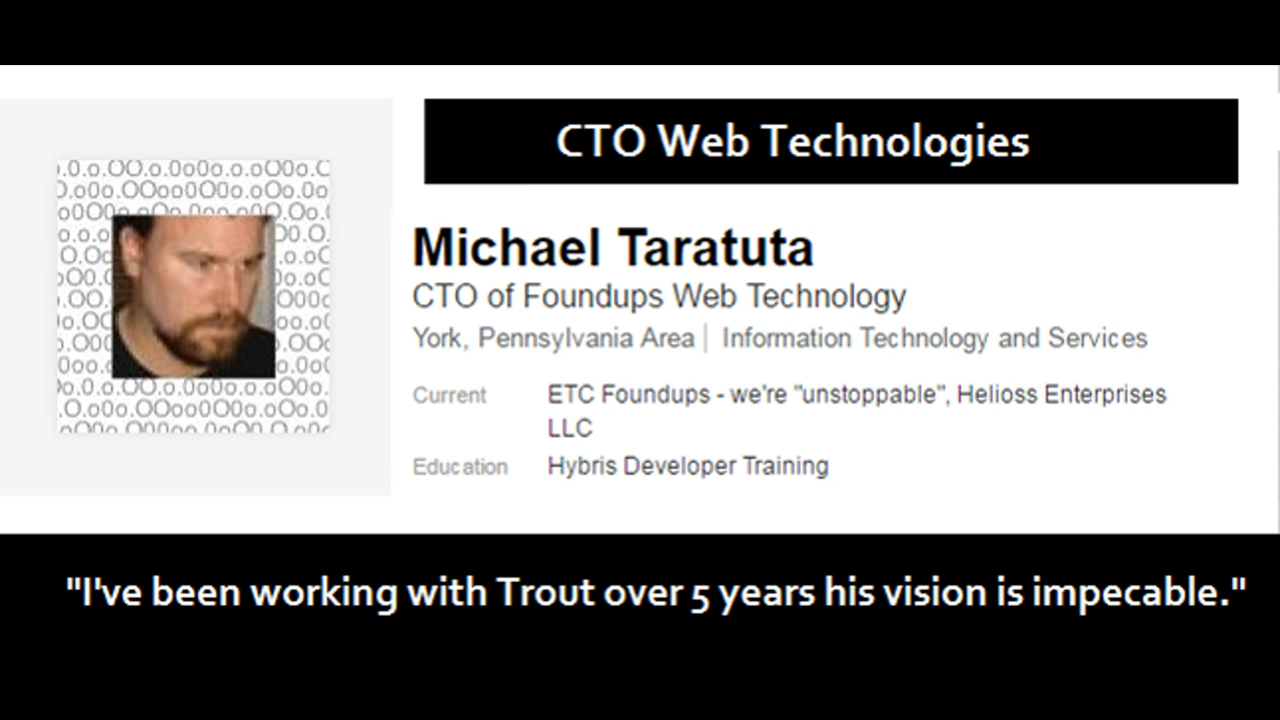 CTO Web Technologies
Michael Taratuta
CTO of Foundups Web Technology
York, Pennsylvania Area | Information Technology and Services
Current ETC Foundups - we're "unstoppable", Helioss Enterprises
LLC
Education Hybris Developer Training
"I've been working with Trout over 5 years his vision is impecable."